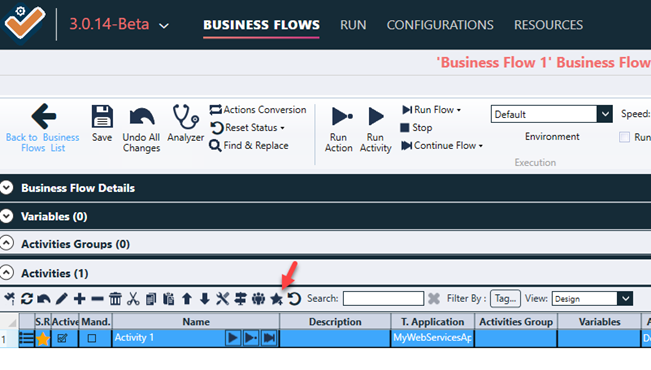 3.0.14-Beta BUSINESS FLOWS RUN CONFIGURATIONS RESOURCES
'Business Flow 1' Business Flow
Back to Business Flows List
Save
Undo All Changes
Analyzer
Actions Conversion
Reset Status
Find & Replace
Run Action
Run Activity
Run Flow
Stop
Continue Flow
Default
Environment
Speed:
Run
Execution
Business Flow Details
Variables (0)
Activities Groups (0)
Activities (1)
Search: Filter By : Tag... View: Design
S.R Active Mand. Name Description T. Application Activities Group Variables
1 Activity 1 MyWebServicesAp